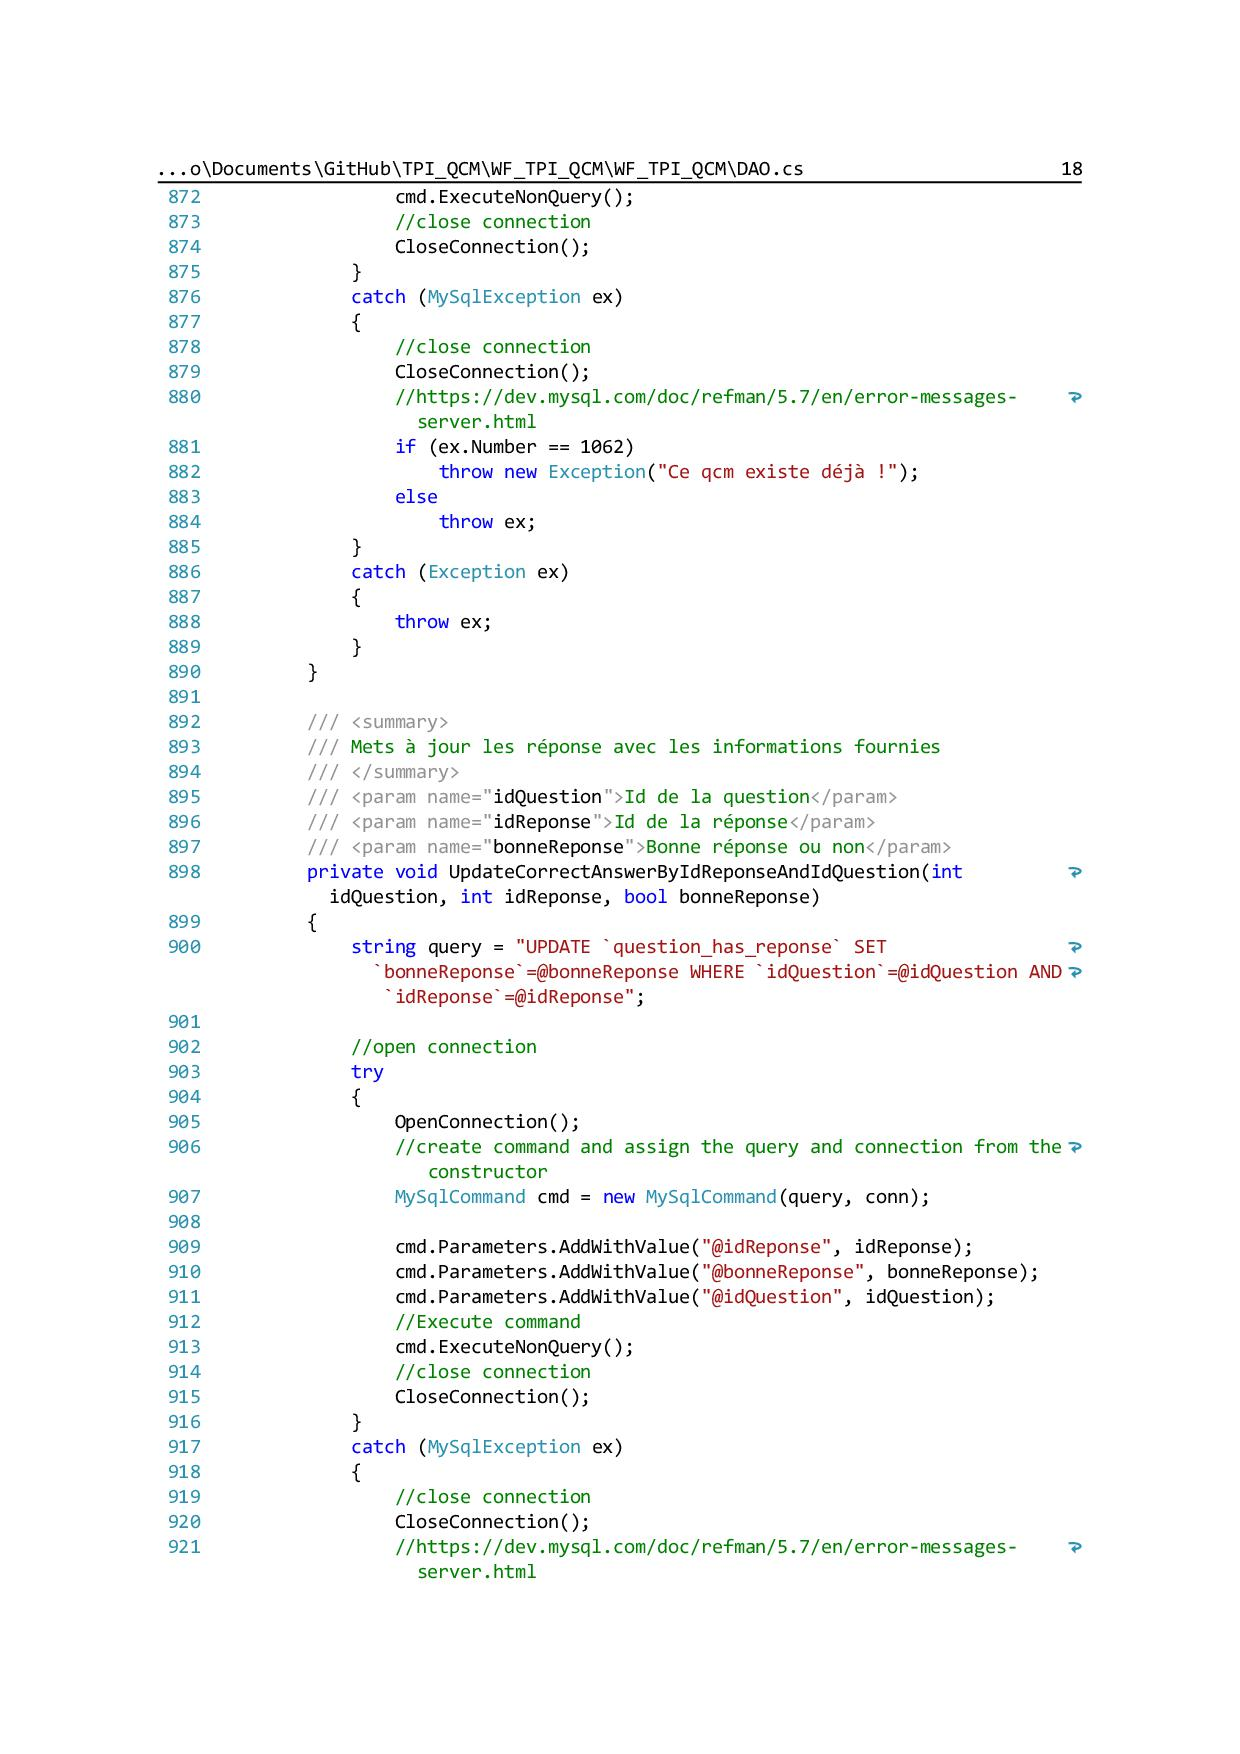 ...o\Documents\GitHub\TPI_QCM\WF_TPI_QCM\WF_TPI_QCM\DAO.cs 18
872 cmd.ExecuteNonQuery();
873 //close connection
874 CloseConnection();
875 }
876 catch (MySqlException ex)
877 {
878 //close connection
879 CloseConnection();
880 //https://dev.mysql.com/doc/refman/5.7/en/error-messages-
server.html
881 if (ex.Number == 1062)
882 throw new Exception("Ce qcm existe déjà !");
883 else
884 throw ex;
885 }
886 catch (Exception ex)
887 {
888 throw ex;
889 }
890 }
891
892 /// <summary>
893 /// Mets à jour les réponse avec les informations fournies
894 /// </summary>
895 /// <param name="idQuestion">Id de la question</param>
896 /// <param name="idReponse">Id de la réponse</param>
897 /// <param name="bonneReponse">Bonne réponse ou non</param>
898 private void UpdateCorrectAnswerByIdReponseAndIdQuestion(int
idQuestion, int idReponse, bool bonneReponse)
899 {
900 string query = "UPDATE `question_has_reponse` SET
`bonneReponse`=@bonneReponse WHERE `idQuestion`=@idQuestion AND
`idReponse`=@idReponse";
901
902 //open connection
903 try
904 {
905 OpenConnection();
906 //create command and assign the query and connection from the
constructor
907 MySqlCommand cmd = new MySqlCommand(query, conn);
908
909 cmd.Parameters.AddWithValue("@idReponse", idReponse);
910 cmd.Parameters.AddWithValue("@bonneReponse", bonneReponse);
911 cmd.Parameters.AddWithValue("@idQuestion", idQuestion);
912 //Execute command
913 cmd.ExecuteNonQuery();
914 //close connection
915 CloseConnection();
916 }
917 catch (MySqlException ex)
918 {
919 //close connection
920 CloseConnection();
921 //https://dev.mysql.com/doc/refman/5.7/en/error-messages-
server.html